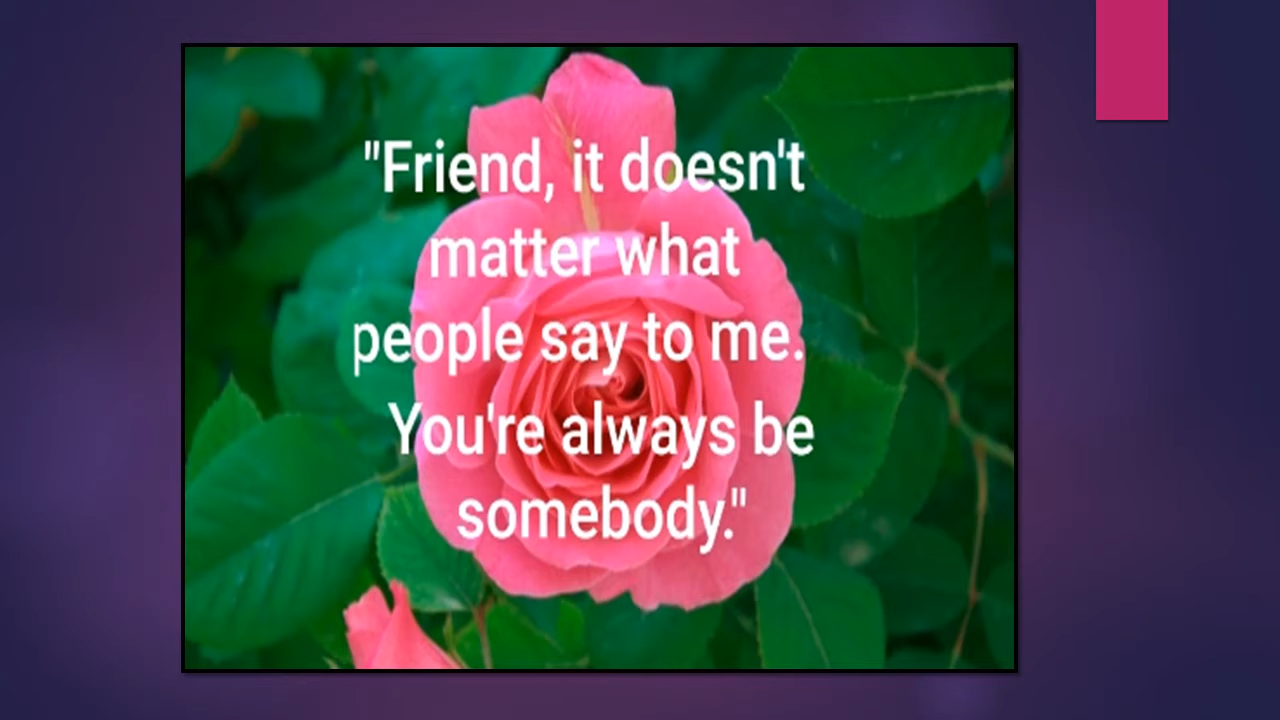 "Friend, it doesn't
matter what
people say to me.
You're always be
somebody."